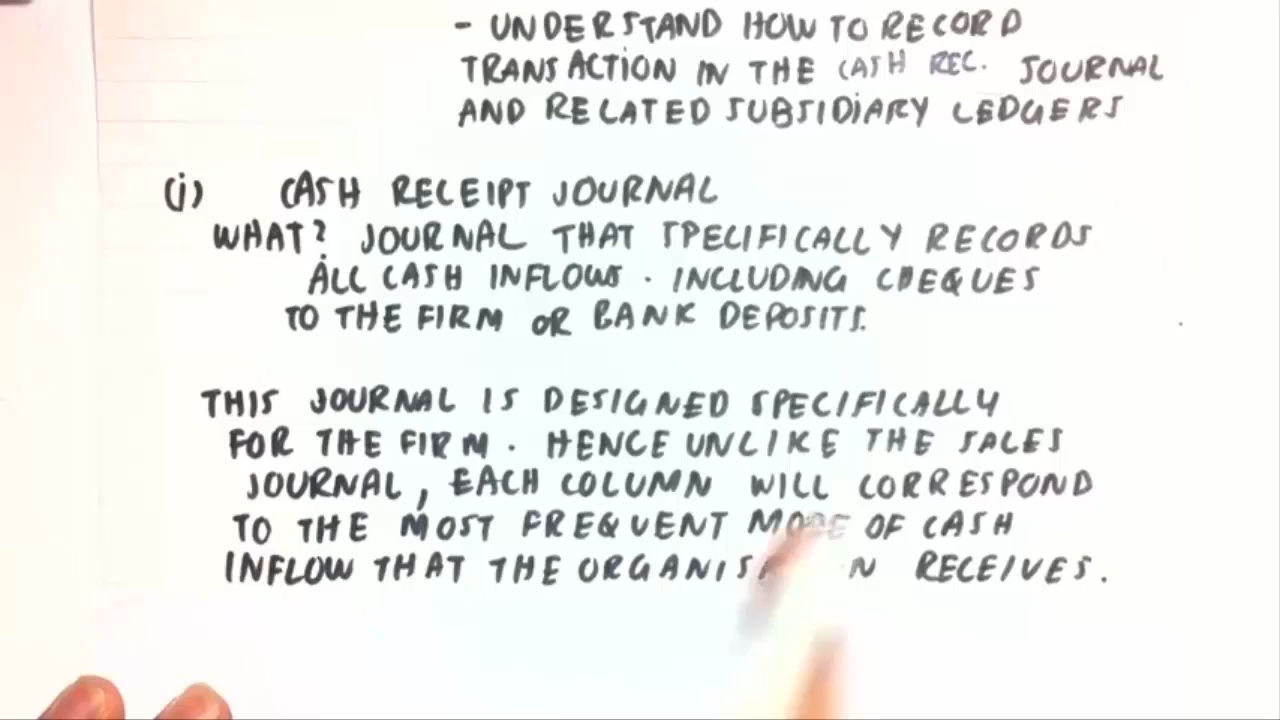 - UNDERSTAND HOW TO RECORD
TRANSACTION IN THE CASH REC. JOURNAL
AND RELATED SUBSIDIARY LEDGERS
(i) CASH RECEIPT JOURNAL
WHAT? JOURNAL THAT SPECIFICALLY RECORDS
ALL CASH INFLOWS. INCLUDING CHEQUES
TO THE FIRM OR BANK DEPOSITS.
THIS JOURNAL IS DESIGNED SPECIFICALLY
FOR THE FIRM. HENCE UNLIKE THE SALES
JOURNAL, EACH COLUMN WILL CORRESPOND
TO THE MOST FREQUENT MODE OF CASH
INFLOW THAT THE RECEIVES.